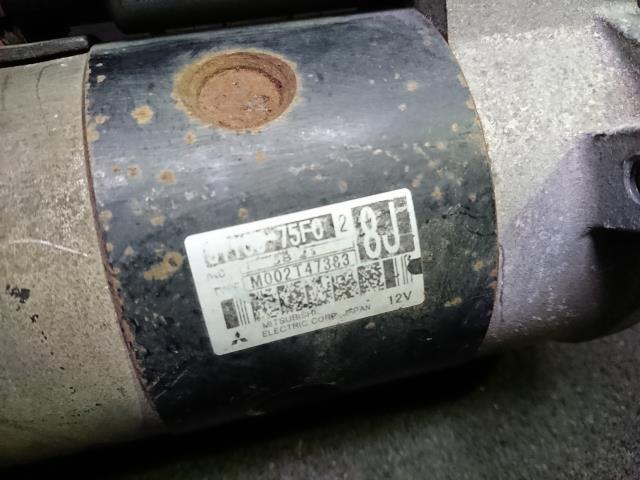 75F0 2
8J
M002T47383
12V
MITSUBISHI
ELECTRIC CORP. JAPAN